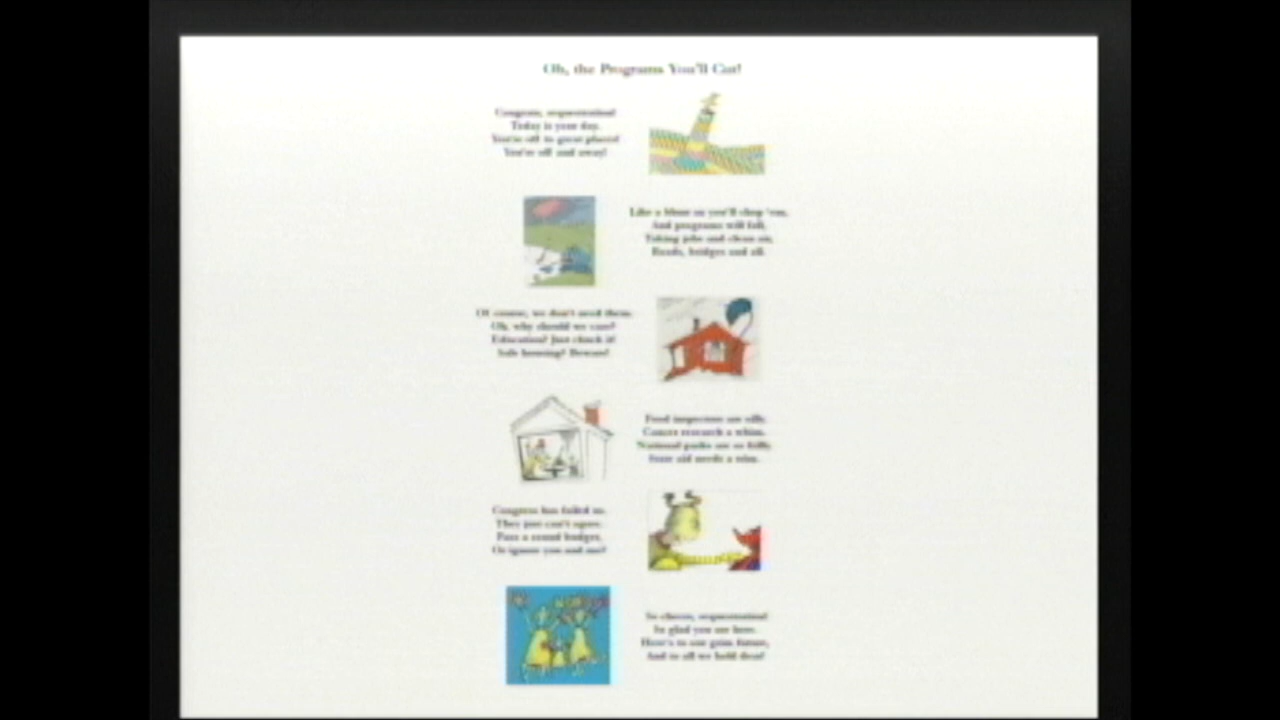 Oh, the Programs You'll Cut!
Congrats, sequestration!
Today is your day.
You're off to great places!
You're off and away!
Like a blunt ax you'll chop 'em,
And programs will fall,
Taking jobs and clean air,
Roads, bridges and all.
Of course, we don't need them.
Oh, why should we care?
Education? Just chuck it!
Safe housing? Beware!
Food inspectors are silly.
Cancer research a whim.
National parks are so frilly.
State aid needs a trim.
Congress has failed us.
They just can't agree.
Pass a sound budget,
Or ignore you and me?
So cheers, sequestration!
So glad you are here.
Here's to our grim future,
And to all we hold dear!